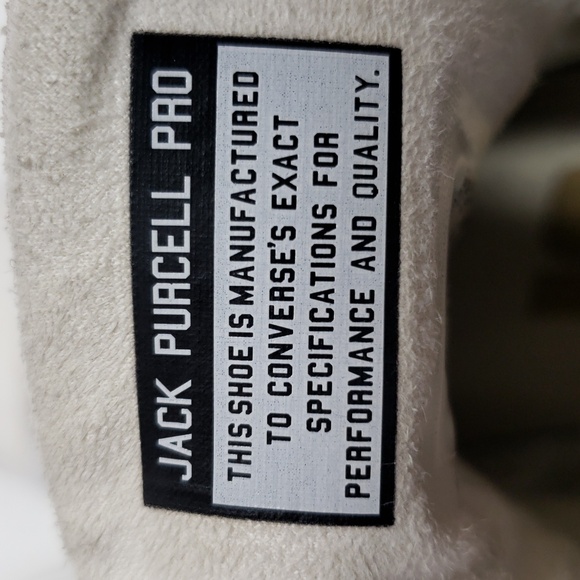 JACK PURCELL PRO
THIS SHOE IS MANUFACTURED
TO CONVERSE'S EXACT
SPECIFICATIONS FOR
PERFORMANCE AND QUALITY.